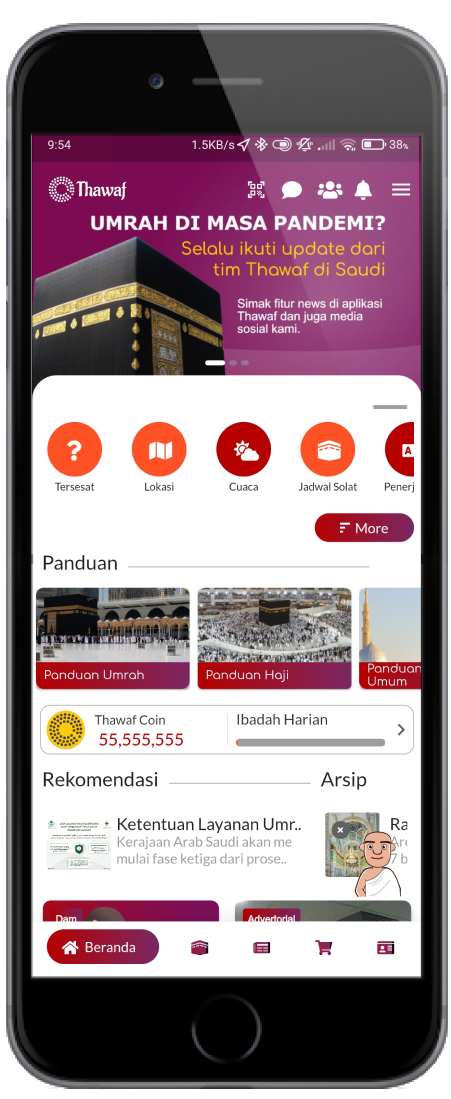 9:54
1.5KB/s
38%
Thawaf
UMRAH DI MASA PANDEMI?
Selalu ikuti update dari
tim Thawaf di Saudi
Simak fitur news di aplikasi
Thawaf dan juga media
sosial kami.
Tersesat
Lokasi
Cuaca
Jadwal Solat
Penerj
More
Panduan
Panduan Umrah
Panduan Haji
Panduan
Umum
Thawaf Coin
55,555,555
Ibadah Harian
Rekomendasi
Arsip
Ketentuan Layanan Umr..
Kerajaan Arab Saudi akan me
mulai fase ketiga dari prose..
Ra
Are
7 b
Dam
Advertorial
Beranda